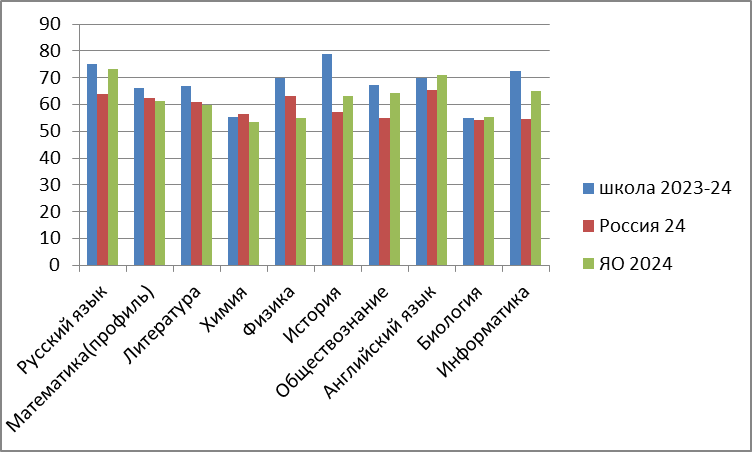 90
80
70
60
50
40
30
20
10
0
Русский язык
Математика(профиль)
Литература
Химия
Физика
История
Обществознание
Английский язык
Биология
Информатика
школа 2023-24
Россия 24
ЯО 2024